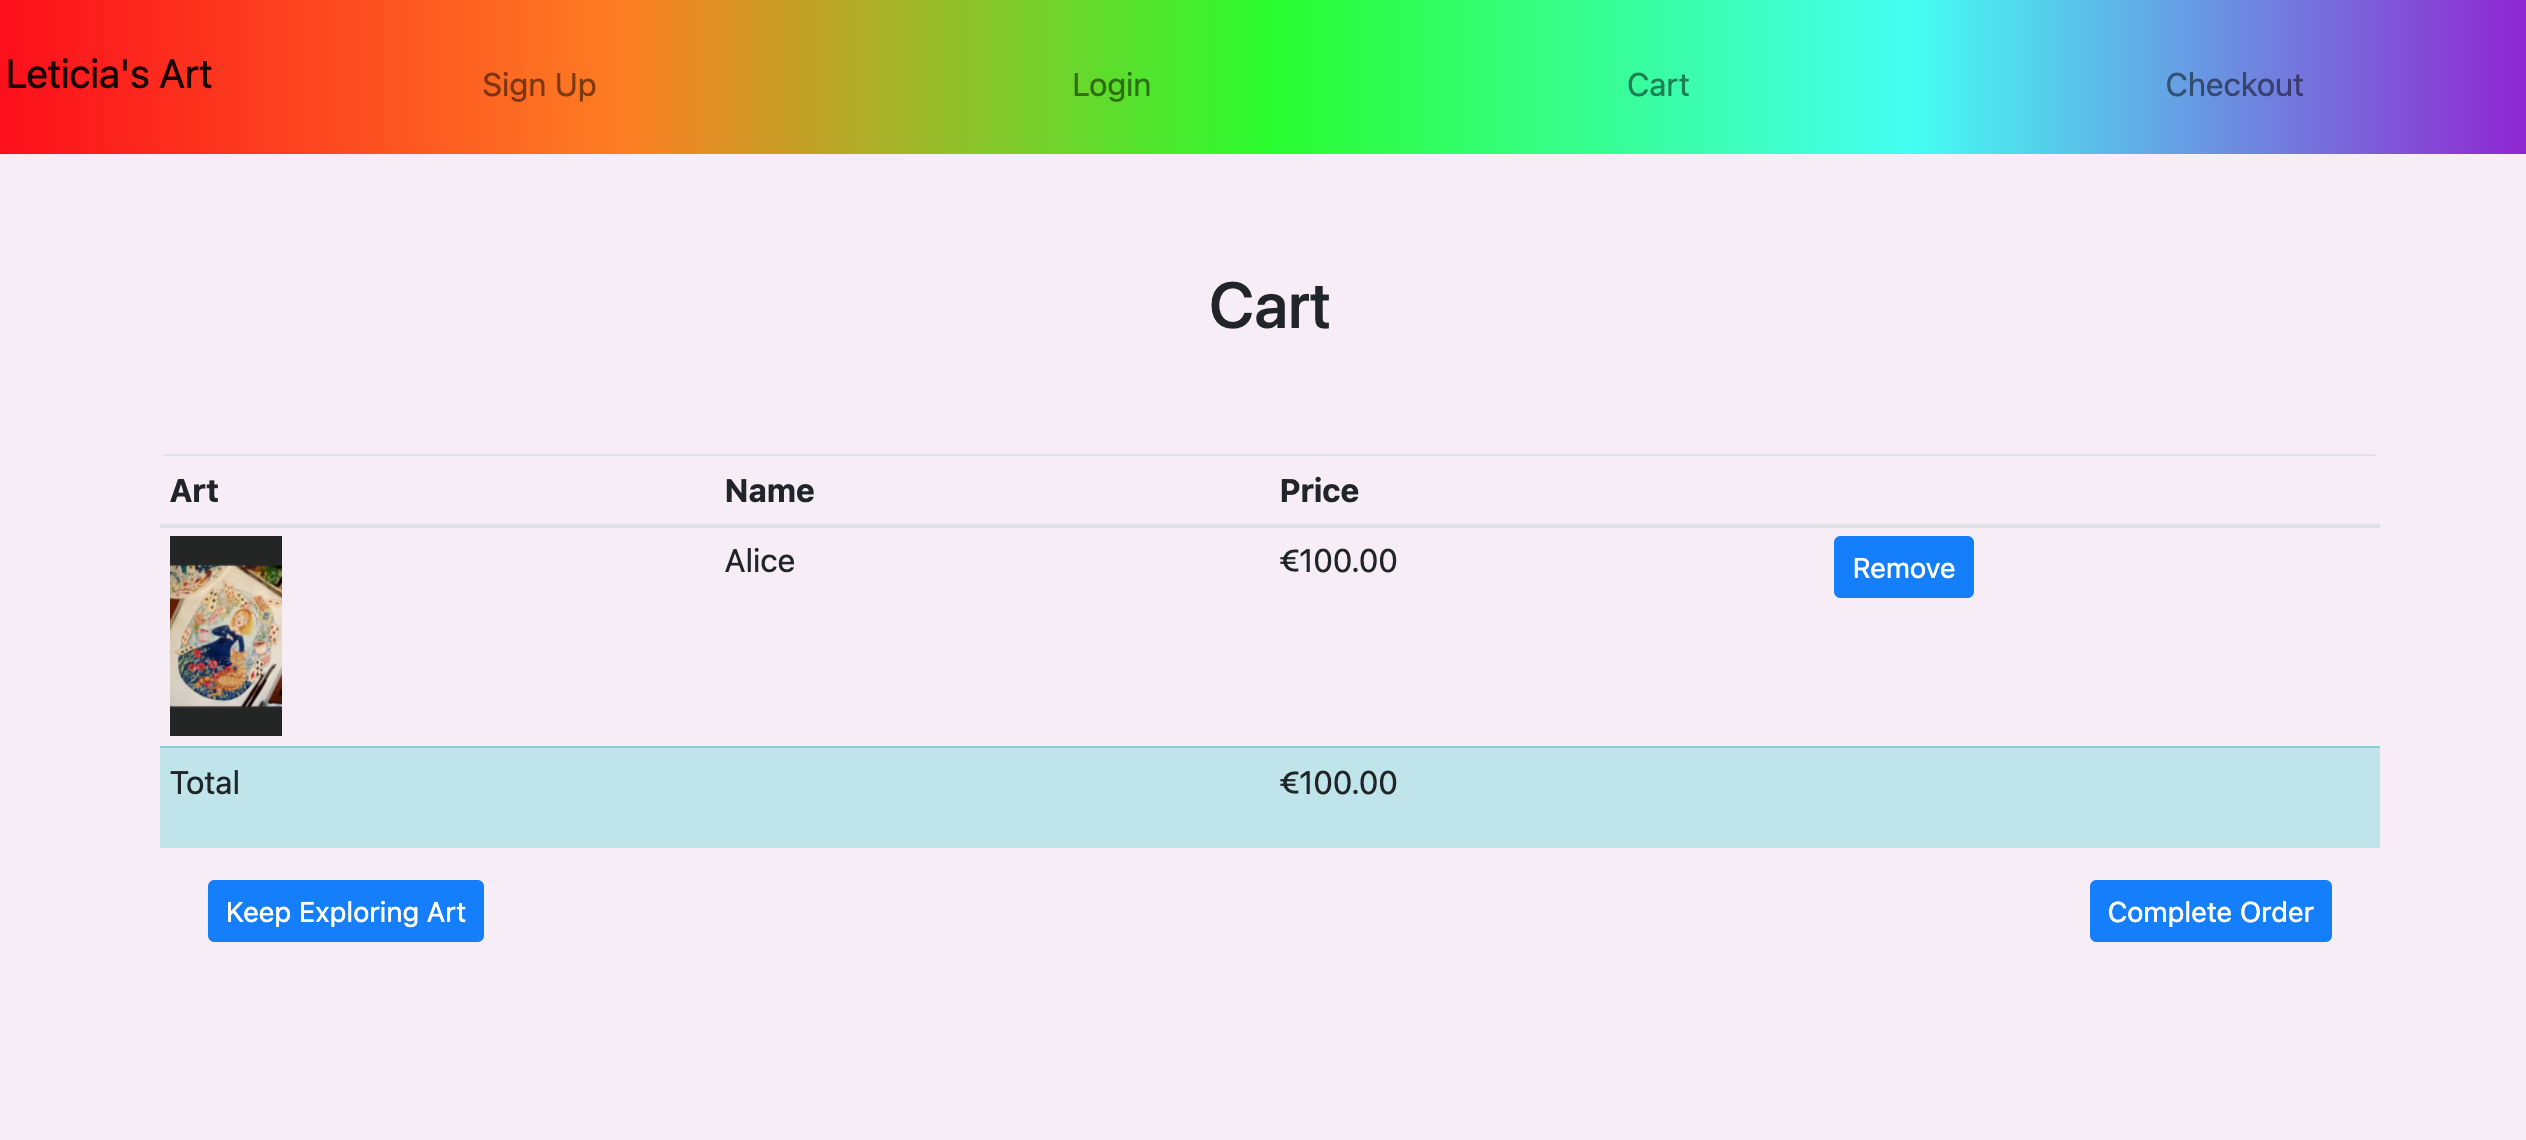 Leticia's Art Sign Up Login Cart Checkout
Cart
Art Name Price
Alice €100.00 Remove
Total €100.00
Keep Exploring Art Complete Order